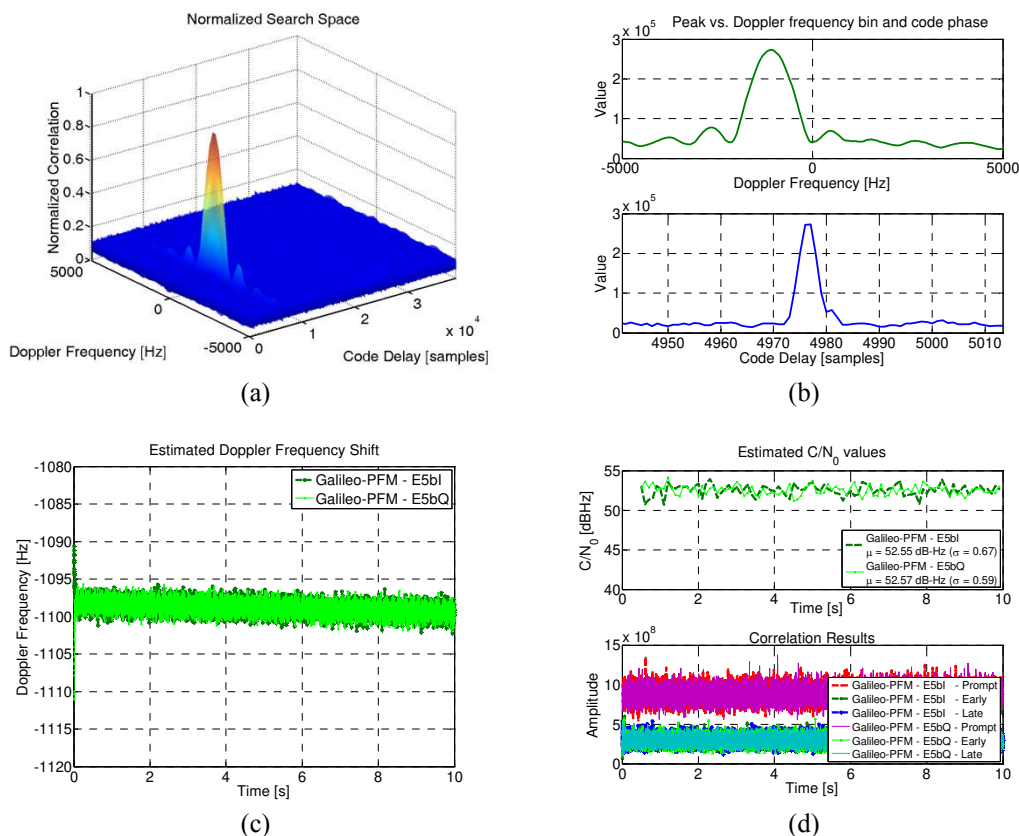 Normalized Search Space
Normalized Correlation
1
0.8
0.6
0.4
0.2
0
5000
0
-5000
0
1
2
3
x 10^4
Doppler Frequency [Hz]
Code Delay [samples]
(a)
Peak vs. Doppler frequency bin and code phase
x 10^5
3
2
1
0
Value
-5000
0
5000
Doppler Frequency [Hz]
x 10^5
3
2
1
0
Value
4950
4960
4970
4980
4990
5000
5010
Code Delay [samples]
(b)
Estimated Doppler Frequency Shift
Doppler Frequency [Hz]
-1080
-1085
-1090
-1095
-1100
-1105
-1110
-1115
-1120
Galileo-PFM - E5bI
Galileo-PFM - E5bQ
0
2
4
6
8
10
Time [s]
(c)
Estimated C/N0 values
C/N0 [dBHz]
55
50
45
40
Galileo-PFM - E5bI
μ = 52.55 dB-Hz (σ = 0.67)
Galileo-PFM - E5bQ
μ = 52.57 dB-Hz (σ = 0.59)
0
2
4
6
8
10
Time [s]
x 10^8
Correlation Results
Amplitude
15
10
5
0
Galileo-PFM - E5bI - Prompt
Galileo-PFM - E5bI - Early
Galileo-PFM - E5bI - Late
Galileo-PFM - E5bQ - Prompt
Galileo-PFM - E5bQ - Early
Galileo-PFM - E5bQ - Late
0
2
4
6
8
10
Time [s]
(d)